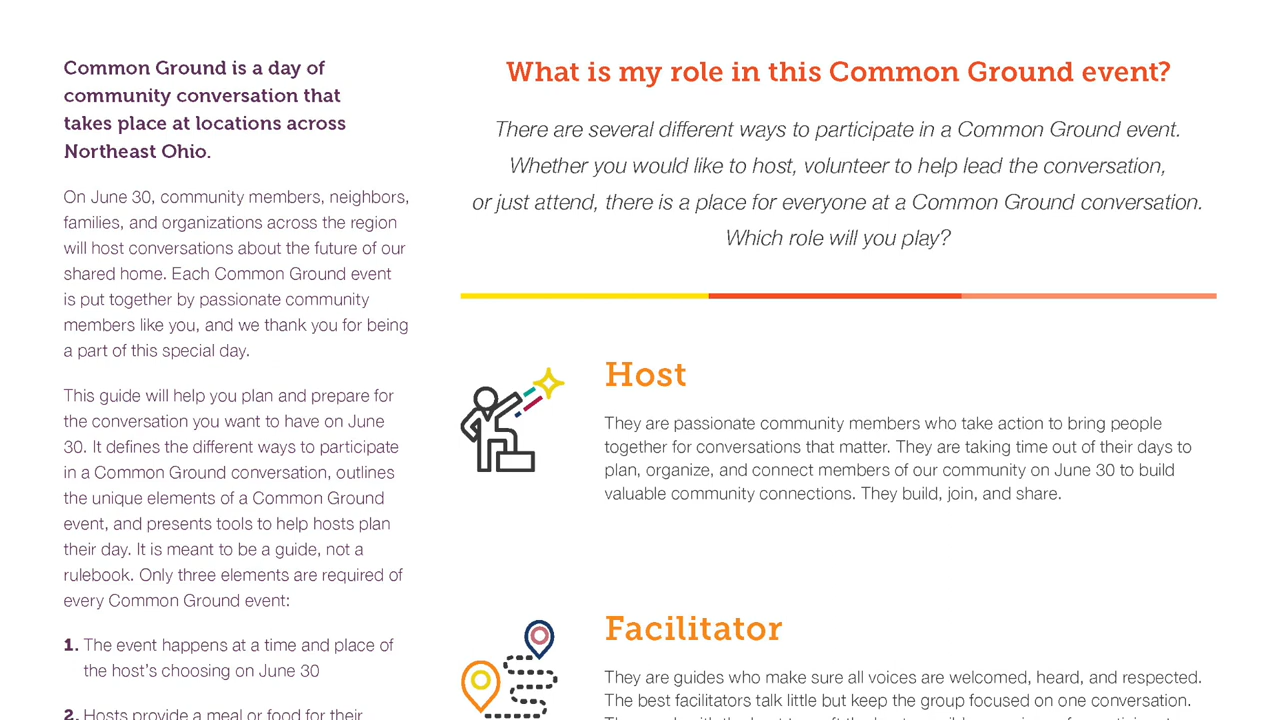 Common Ground is a day of
community conversation that
takes place at locations across
Northeast Ohio.
On June 30, community members, neighbors,
families, and organizations across the region
will host conversations about the future of our
shared home. Each Common Ground event
is put together by passionate community
members like you, and we thank you for being
a part of this special day.
This guide will help you plan and prepare for
the conversation you want to have on June
30. It defines the different ways to participate
in a Common Ground conversation, outlines
the unique elements of a Common Ground
event, and presents tools to help hosts plan
their day. It is meant to be a guide, not a
rulebook. Only three elements are required of
every Common Ground event:
1. The event happens at a time and place of
the host's choosing on June 30
2. Hosts provide a meal or food for their
What is my role in this Common Ground event?
There are several different ways to participate in a Common Ground event.
Whether you would like to host, volunteer to help lead the conversation,
or just attend, there is a place for everyone at a Common Ground conversation.
Which role will you play?
Host
They are passionate community members who take action to bring people
together for conversations that matter. They are taking time out of their days to
plan, organize, and connect members of our community on June 30 to build
valuable community connections. They build, join, and share.
Facilitator
They are guides who make sure all voices are welcomed, heard, and respected.
The best facilitators talk little but keep the group focused on one conversation.